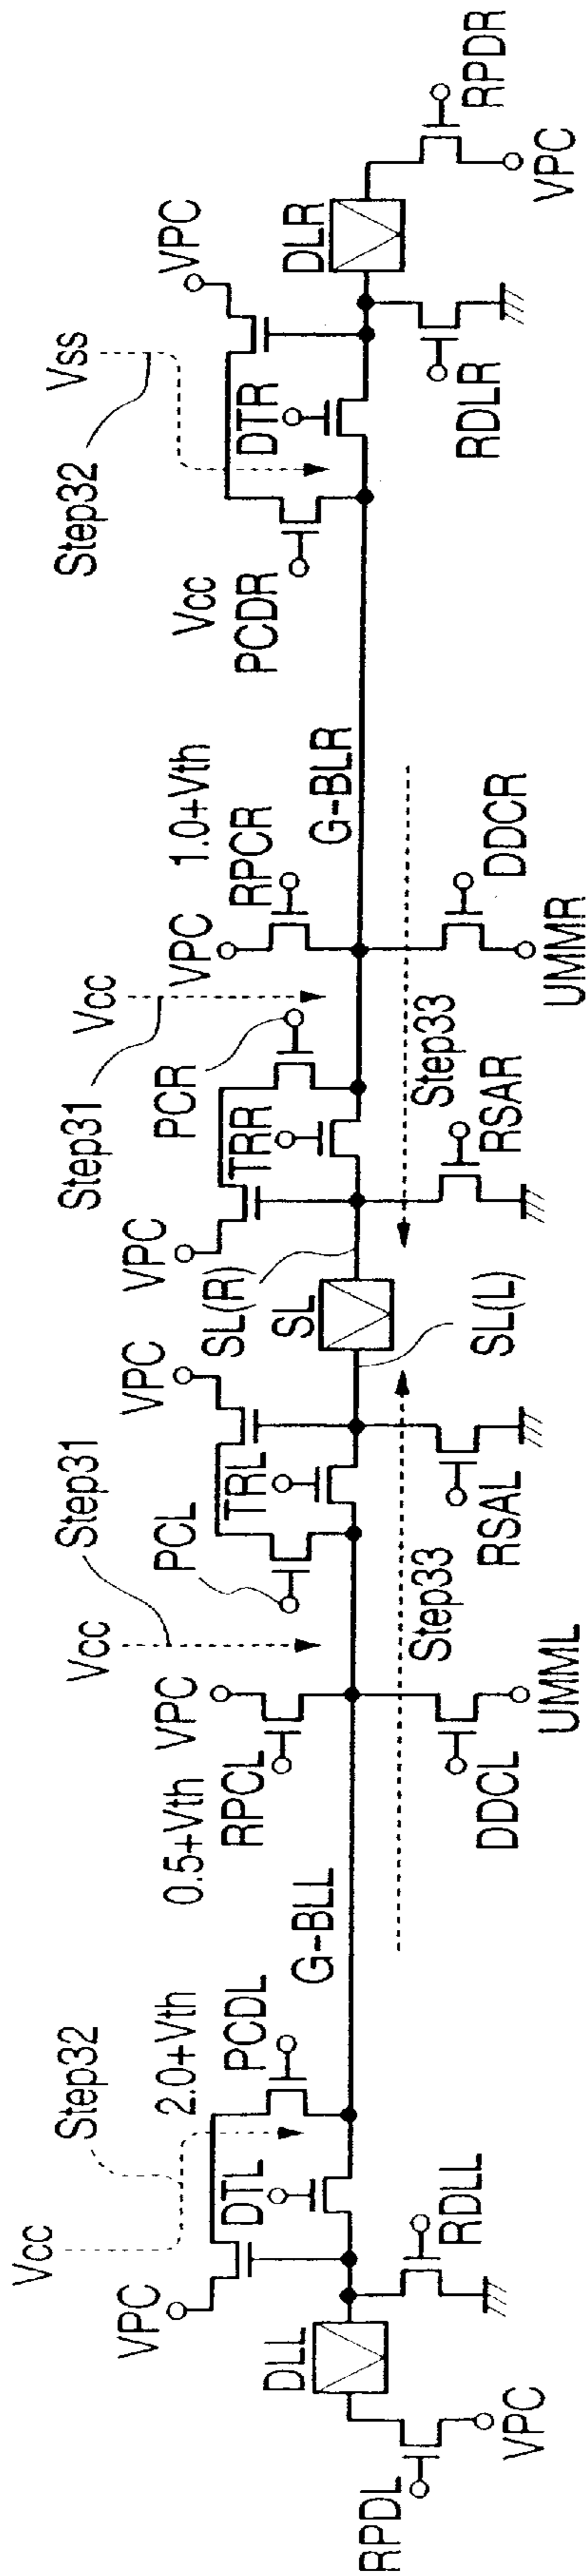 Vcc
Step32
VPC
2.0+Vth
DTL
PCDL
DLL
G-BLL
RPDL
VPC
RDLL
0.5+Vth
RPCL
VPC
Vcc
Step31
PCL
TRL
VPC
DDCL
UMML
Step33
RSAL
SL(L)
SL
SL(R)
VPC
Step31
Vcc
TRR
PCR
VPC
RPCR
1.0+Vth
RSAR
Step33
UMMR
DDCR
G-BLR
Vcc
PCDR
Step32
Vss
DTR
VPC
RDLR
DLR
VPC
RPDR